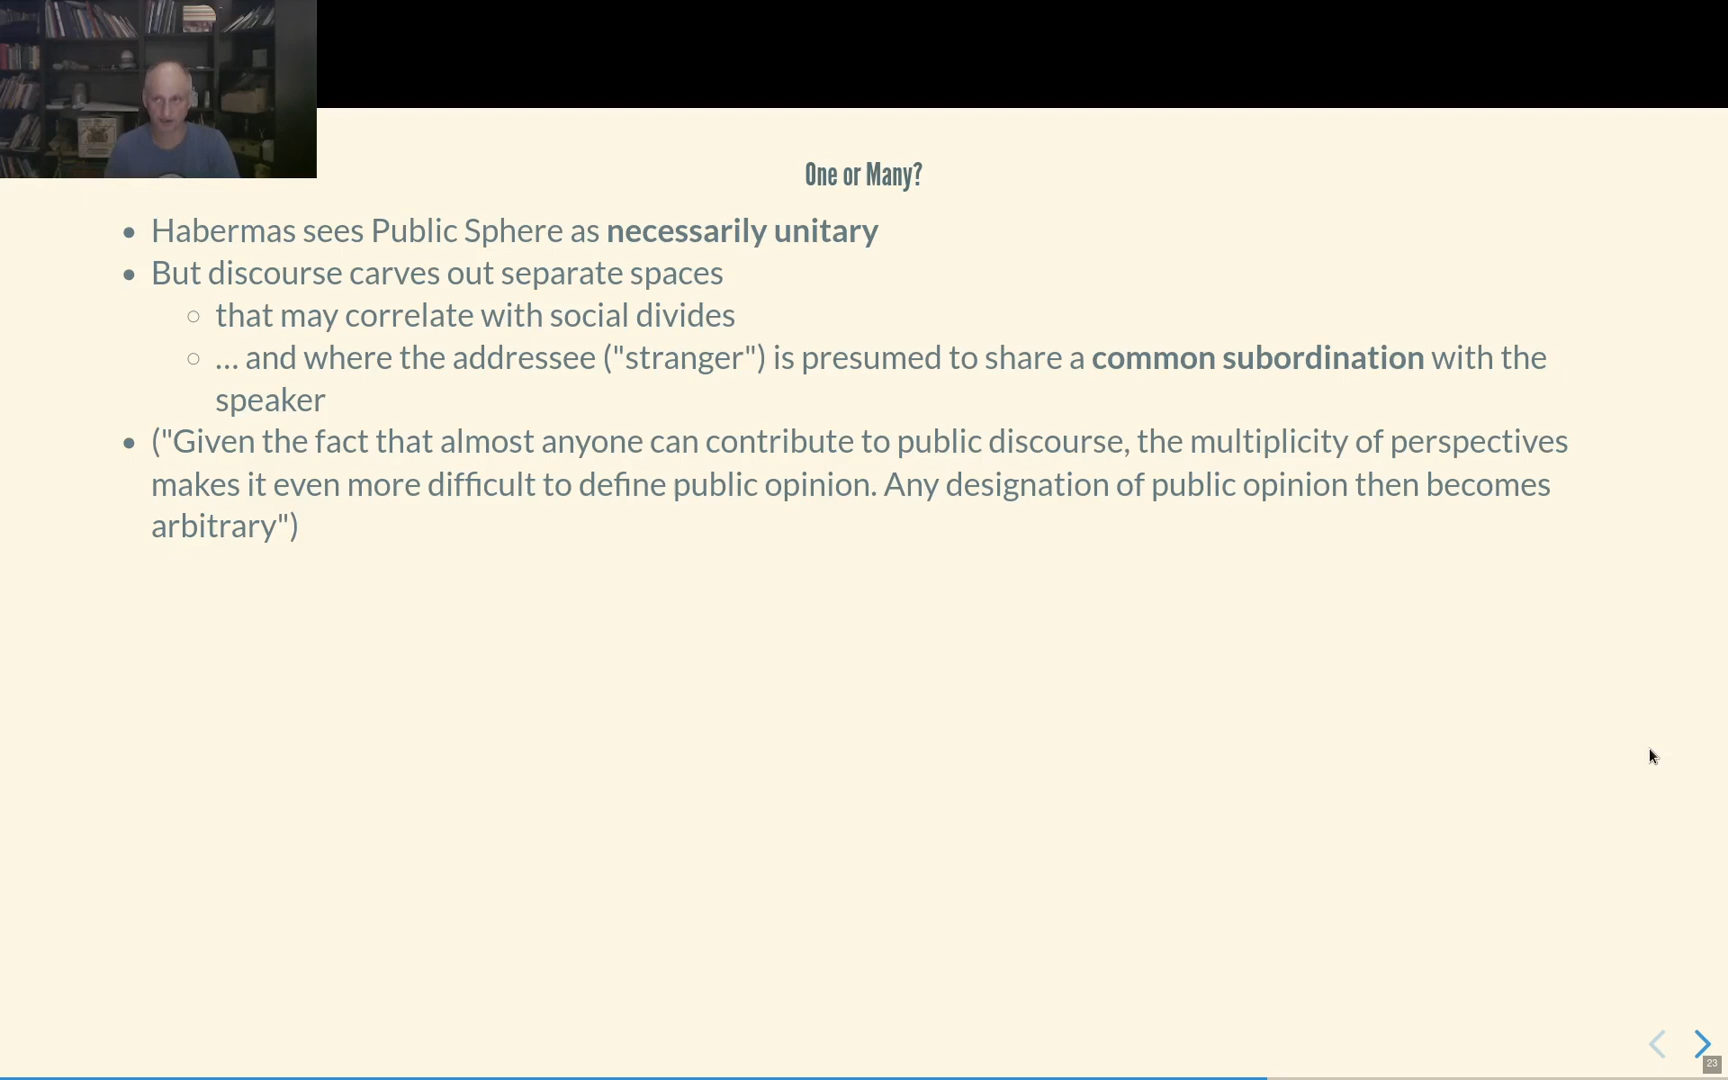 One or Many?
Habermas sees Public Sphere as necessarily unitary
But discourse carves out separate spaces
that may correlate with social divides
... and where the addressee ("stranger") is presumed to share a common subordination with the
speaker
("Given the fact that almost anyone can contribute to public discourse, the multiplicity of perspectives
makes it even more difficult to define public opinion. Any designation of public opinion then becomes
arbitrary")
23